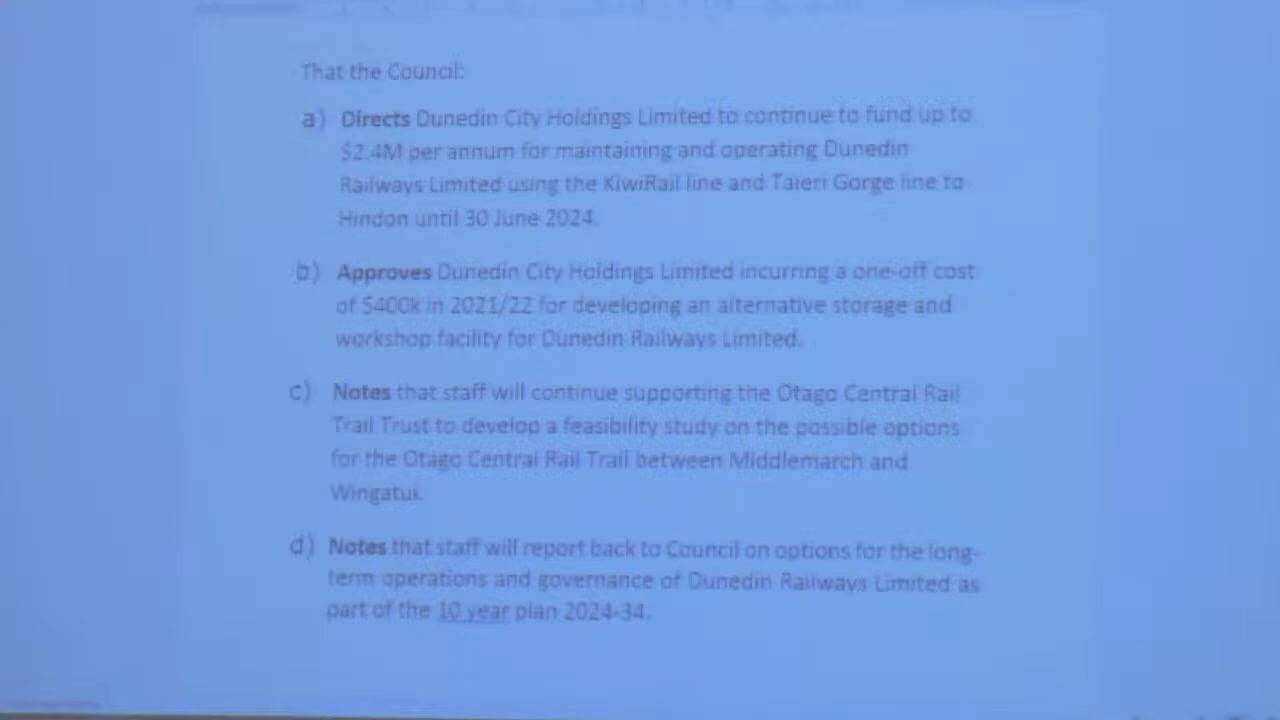 That the Council:
a) Directs Dunedin City Holdings Limited to continue to fund up to
$2.4M per annum for maintaining and operating Dunedin
Railways Limited using the KiwiRail line and Taieri Gorge line to
Hindon until 30 June 2024.
b) Approves Dunedin City Holdings Limited incurring a one-off cost
of $400k in 2021/22 for developing an alternative storage and
workshop facility for Dunedin Railways Limited.
c) Notes that staff will continue supporting the Otago Central Rail
Trail Trust to develop a feasibility study on the possible options
for the Otago Central Rail Trail between Middlemarch and
Wingatui.
d) Notes that staff will report back to Council on options for the long-
term operations and governance of Dunedin Railways Limited as
part of the 10 year plan 2024-34.